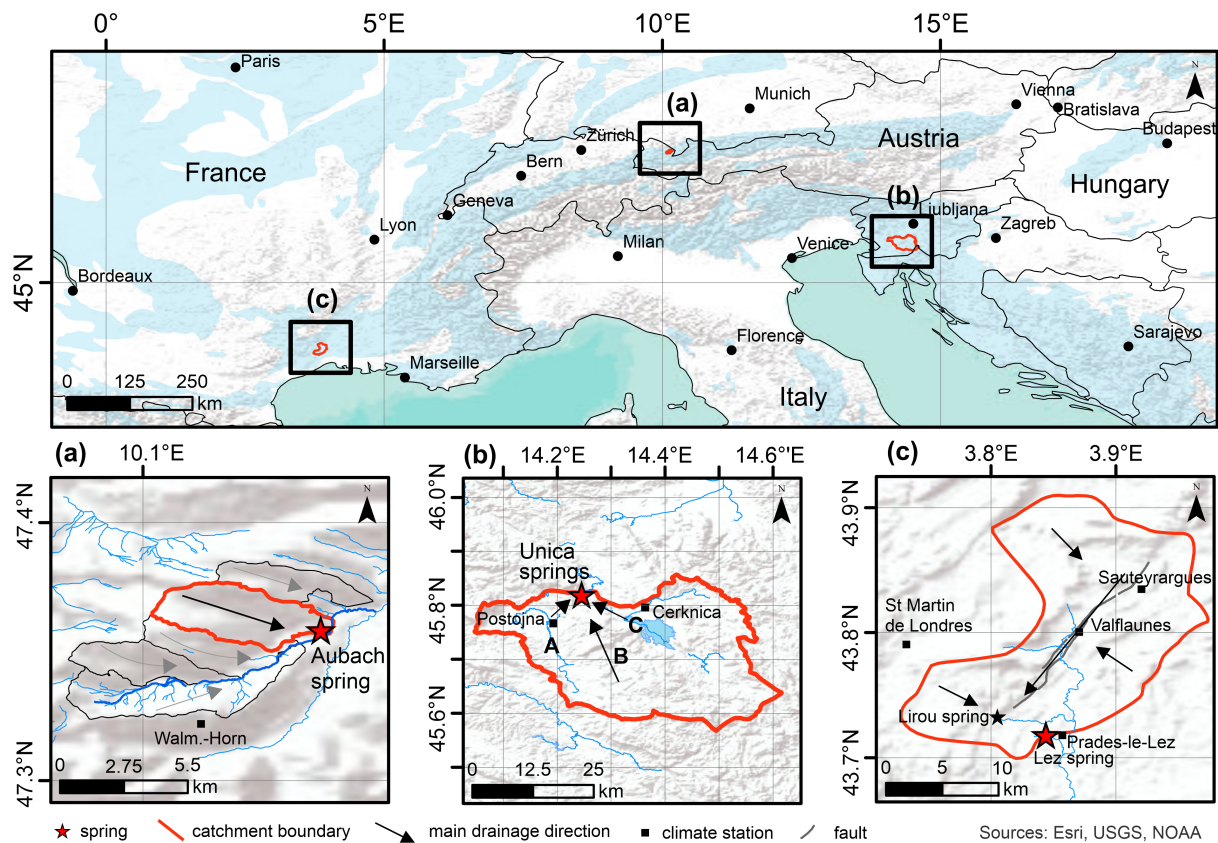 0° 5°E 10°E 15°E
45°N
Paris
Munich
Vienna
Bratislava
Budapest
(a)
Zürich
Austria
France
Bern
Hungary
(b)
Geneva
Ljubljana
Lyon
Zagreb
Milan
Venice
Bordeaux
(c)
Florence
Sarajevo
Marseille
Italy
0 125 250
km
N
(a)
10.1°E
47.4°N
47.3°N
N
Aubach
spring
Walm.-Horn
0 2.75 5.5
km
(b)
14.2°E 14.4°E 14.6°E
46.0°N
45.8°N
45.6°N
N
Unica
springs
Postojna
Cerknica
A
B
C
0 12.5 25
km
(c)
3.8°E 3.9°E
43.9°N
43.8°N
43.7°N
N
Sauteyrargues
St Martin
de Londres
Valflaunes
Lirou spring
Prades-le-Lez
Lez spring
0 5 10
km
spring catchment boundary main drainage direction climate station fault Sources: Esri, USGS, NOAA